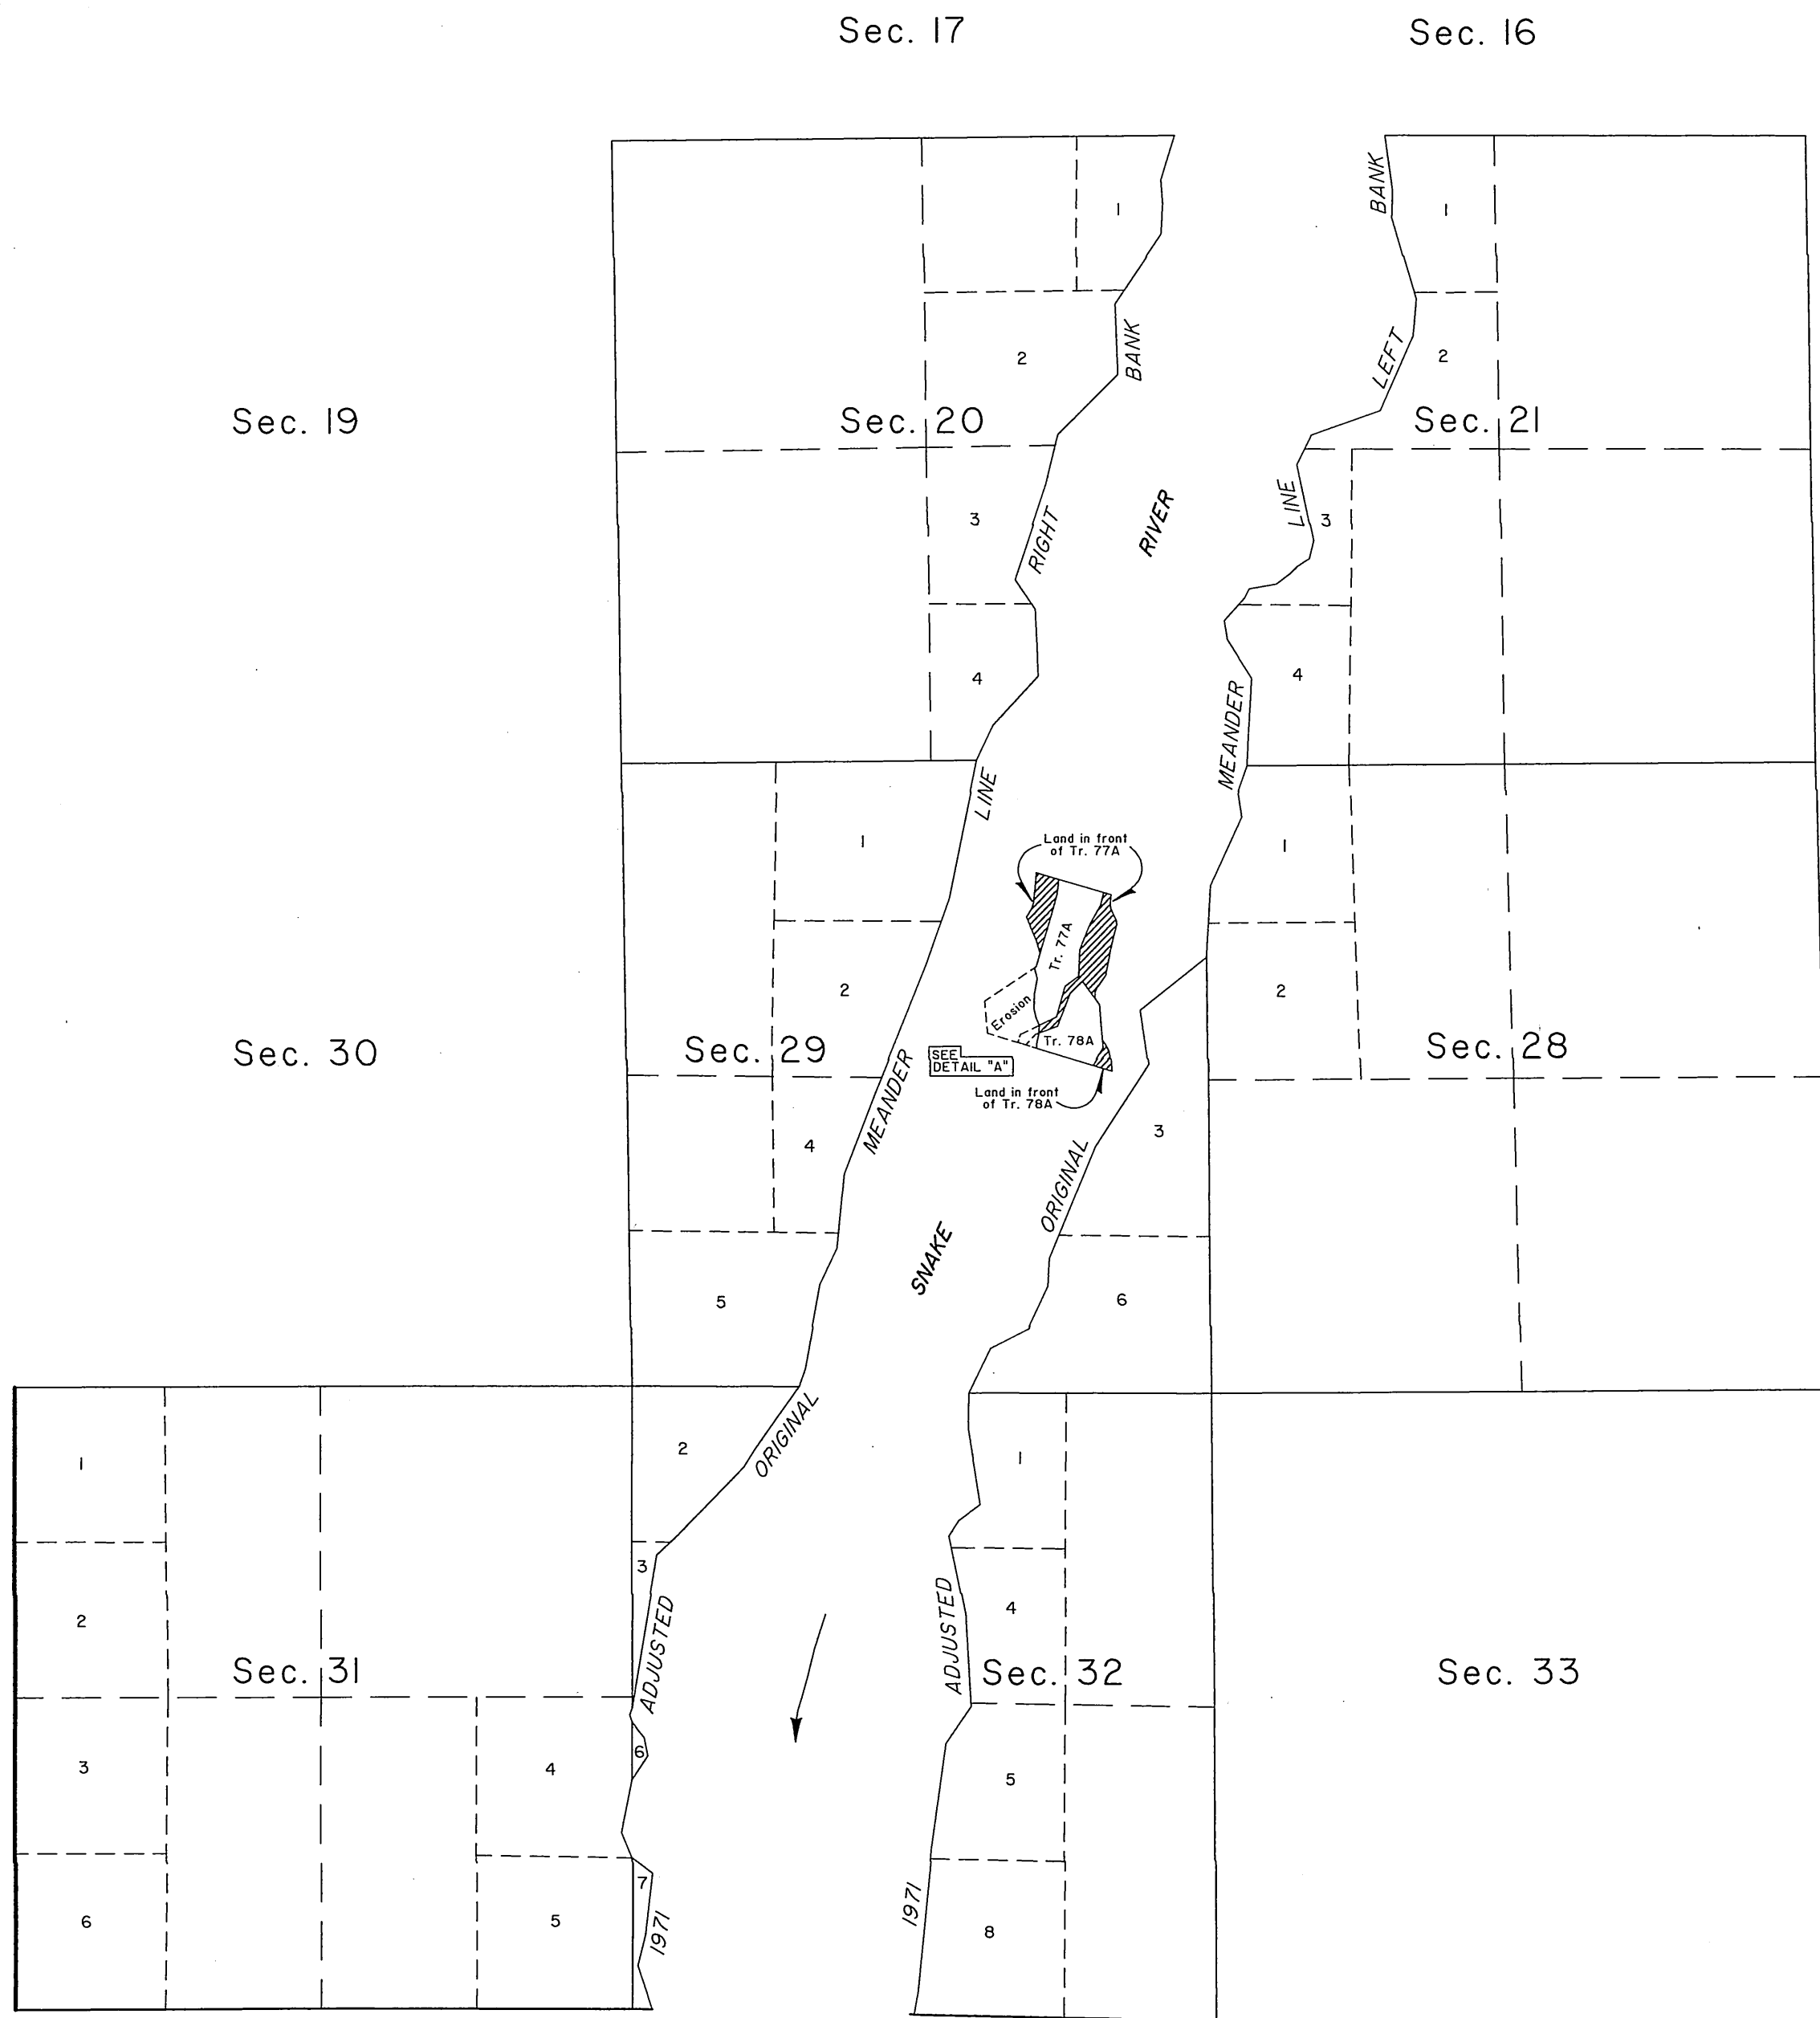 Sec. 17
Sec. 16
BANK
1
1
2
BANK
LEFT
2
Sec. 19
Sec. 20
Sec. 21
3
RIGHT
RIVER
LINE
3
4
MEANDER
4
LINE
1
Land in front
of Tr. 77A
1
Tr. 77A
2
Erosion
2
Sec. 30
Sec. 29
SEE
DETAIL "A"
Tr. 78A
Sec. 28
Land in front
of Tr. 78A
MEANDER
4
ORIGINAL
3
SNAKE
5
6
ORIGINAL
1
2
1
3
2
ADJUSTED
ADJUSTED
4
Sec. 31
Sec. 32
Sec. 33
3
4
6
5
7
6
5
1971
1971
8